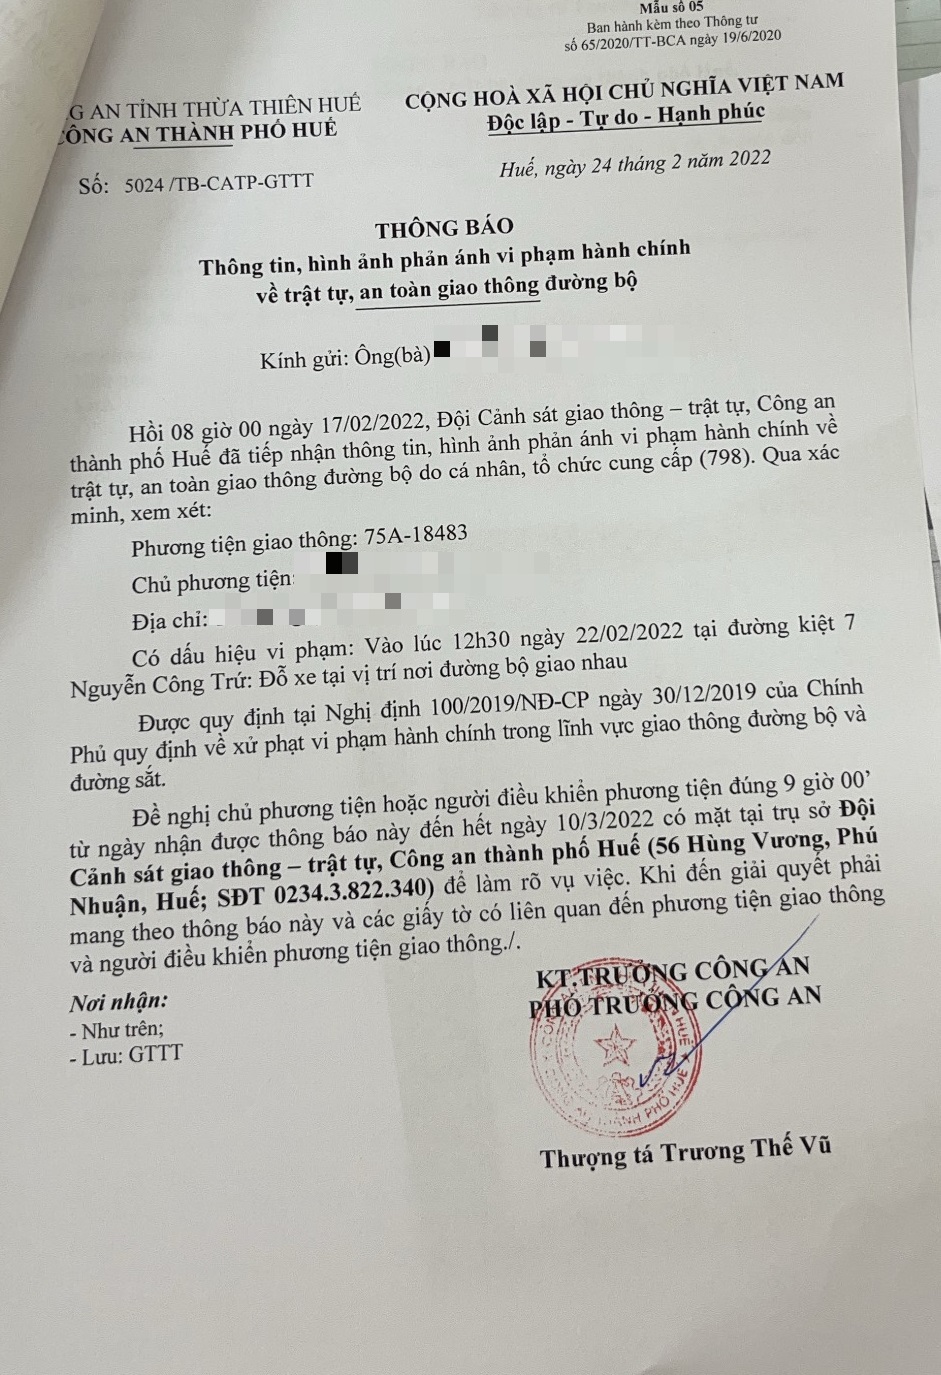 Mẫu số 05
Ban hành kèm theo Thông tư
số 65/2020/TT-BCA ngày 19/6/2020
G AN TỈNH THỪA THIÊN HUẾ
CÔNG AN THÀNH PHỐ HUẾ
CỘNG HOÀ XÃ HỘI CHỦ NGHĨA VIỆT NAM
Độc lập - Tự do - Hạnh phúc
Số: 5024 /TB-CATP-GTTT
Huế, ngày 24 tháng 2 năm 2022
THÔNG BÁO
Thông tin, hình ảnh phản ánh vi phạm hành chính
về trật tự, an toàn giao thông đường bộ
Kính gửi: Ông(bà)
Hồi 08 giờ 00 ngày 17/02/2022, Đội Cảnh sát giao thông – trật tự, Công an
thành phố Huế đã tiếp nhận thông tin, hình ảnh phản ánh vi phạm hành chính về
trật tự, an toàn giao thông đường bộ do cá nhân, tổ chức cung cấp (798). Qua xác
minh, xem xét:
Phương tiện giao thông: 75A-18483
Chủ phương tiện:
Địa chỉ:
Có dấu hiệu vi phạm: Vào lúc 12h30 ngày 22/02/2022 tại đường kiệt 7
Nguyễn Công Trứ: Đỗ xe tại vị trí nơi đường bộ giao nhau
Được quy định tại Nghị định 100/2019/NĐ-CP ngày 30/12/2019 của Chính
Phủ quy định về xử phạt vi phạm hành chính trong lĩnh vực giao thông đường bộ và
đường sắt.
Đề nghị chủ phương tiện hoặc người điều khiển phương tiện đúng 9 giờ 00’
từ ngày nhận được thông báo này đến hết ngày 10/3/2022 có mặt tại trụ sở Đội
Cảnh sát giao thông – trật tự, Công an thành phố Huế (56 Hùng Vương, Phú
Nhuận, Huế; SĐT 0234.3.822.340) để làm rõ vụ việc. Khi đến giải quyết phải
mang theo thông báo này và các giấy tờ có liên quan đến phương tiện giao thông
và người điều khiển phương tiện giao thông./.
Nơi nhận:
- Như trên;
- Lưu: GTTT
KT.TRƯỞNG CÔNG AN
PHÓ TRƯỞNG CÔNG AN
THÀNH PHỐ HUẾ
Thượng tá Trương Thế Vũ